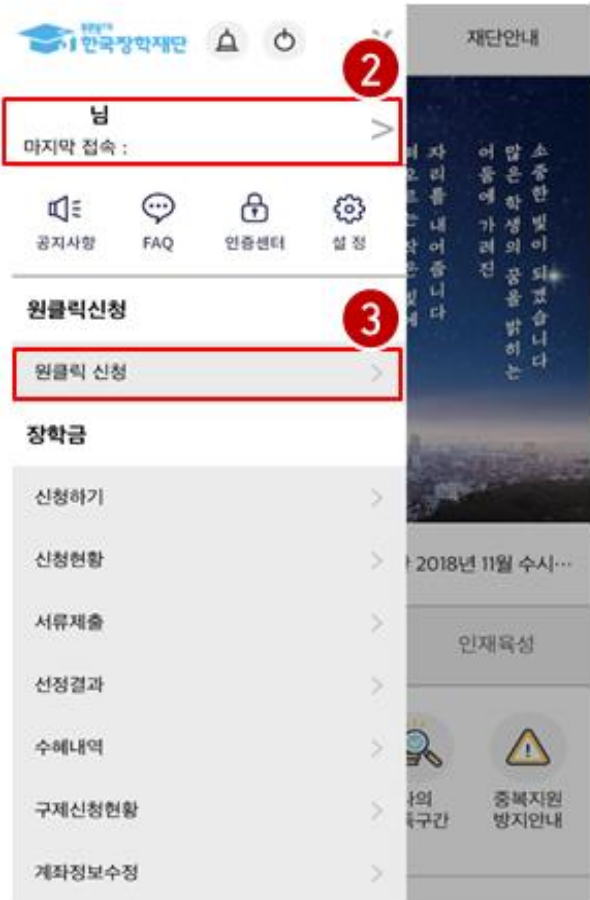 한국장학재단
2
님
마지막 접속 :
>
공지사항 FAQ 인증센터 설 정
원클릭신청
3
원클릭 신청
장학금
신청하기
신청현황
서류제출
선정결과
수혜내역
구제신청현황
계좌정보수정
재단안내
소중한 빛이 되겠습니다
많은 학생의 꿈을 밝히는
어둠에 가려진
자리를 내어줍니다
2018년 11월 수시…
인재육성
중복지원
방지안내